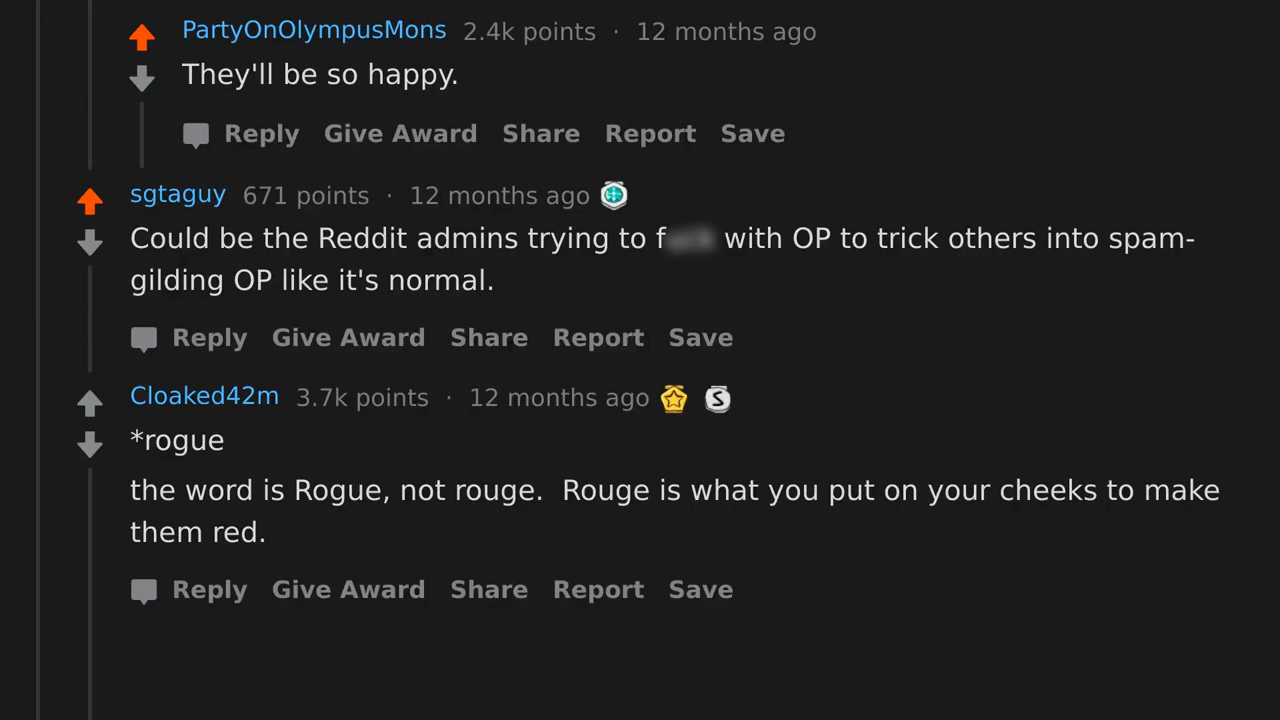 PartyOnOlympusMons 2.4k points · 12 months ago
They'll be so happy.
Reply Give Award Share Report Save
sgtaguy 671 points · 12 months ago
Could be the Reddit admins trying to f with OP to trick others into spam-
gilding OP like it's normal.
Reply Give Award Share Report Save
Cloaked42m 3.7k points · 12 months ago S
*rogue
the word is Rogue, not rouge. Rouge is what you put on your cheeks to make
them red.
Reply Give Award Share Report Save